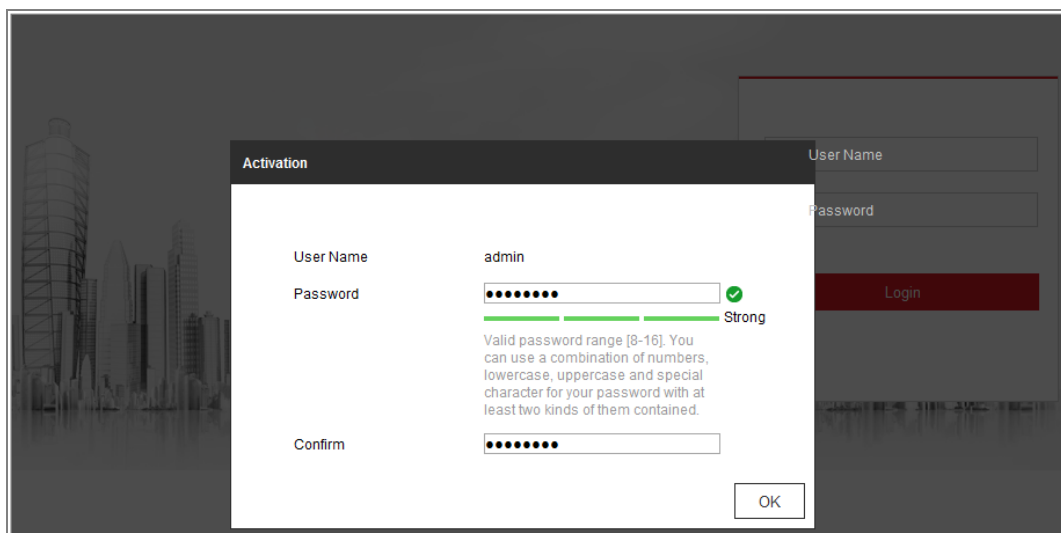 Activation
User Name
Password
Login
User Name admin
Password ●●●●●●●●
Strong
Valid password range [8-16]. You
can use a combination of numbers,
lowercase, uppercase and special
character for your password with at
least two kinds of them contained.
Confirm ●●●●●●●●
OK